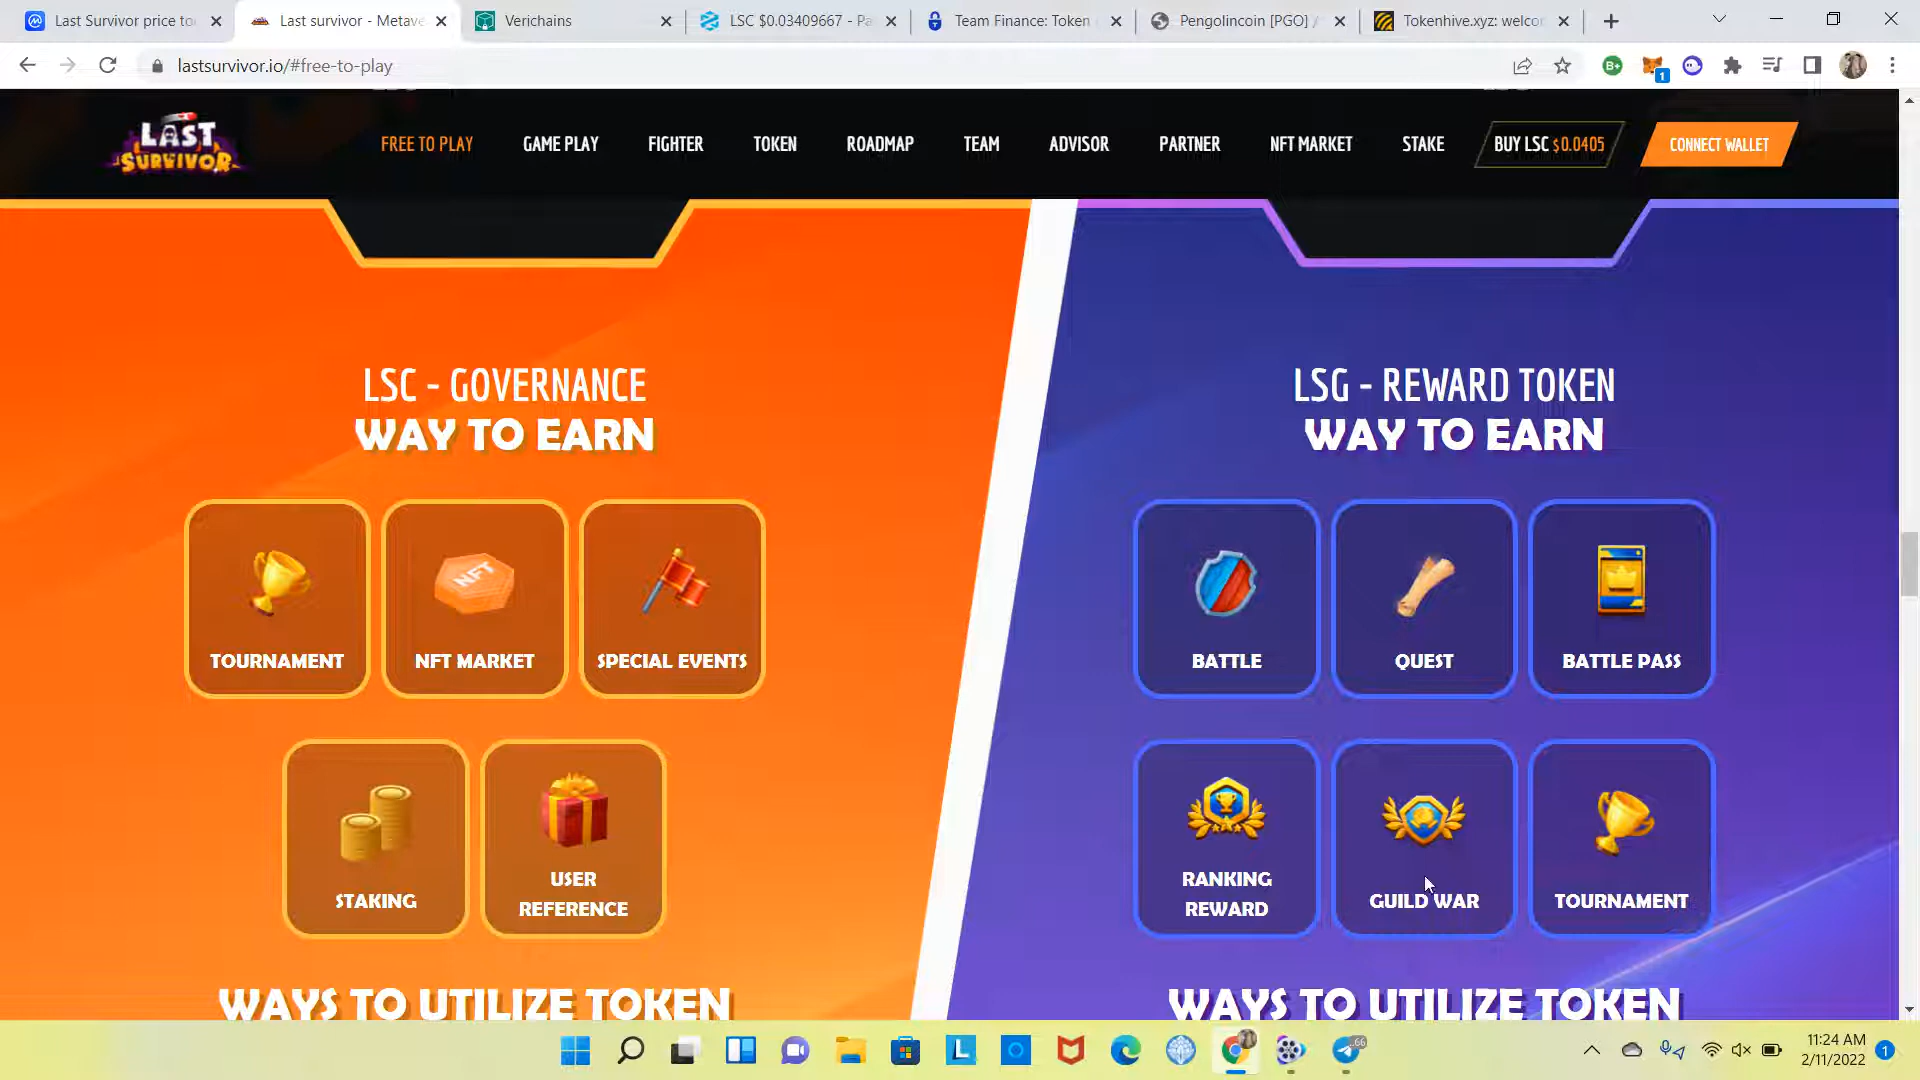 Last Survivor price to
Last survivor - Metave
Verichains
LSC $0.03409667 - Pa
Team Finance: Token
Pengolincoin [PGO] /
Tokenhive.xyz: welco
lastsurvivor.io/#free-to-play
B+
1
LAST
SURVIVOR
FREE TO PLAY
GAME PLAY
FIGHTER
TOKEN
ROADMAP
TEAM
ADVISOR
PARTNER
NFT MARKET
STAKE
BUY LSC $0.0405
CONNECT WALLET
LSC - GOVERNANCE
WAY TO EARN
NFT
TOURNAMENT
NFT MARKET
SPECIAL EVENTS
STAKING
USER
REFERENCE
WAYS TO UTILIZE TOKEN
LSG - REWARD TOKEN
WAY TO EARN
BATTLE
QUEST
BATTLE PASS
RANKING
REWARD
GUILD WAR
TOURNAMENT
WAYS TO UTILIZE TOKEN
L
66
11:24 AM
2/11/2022
1